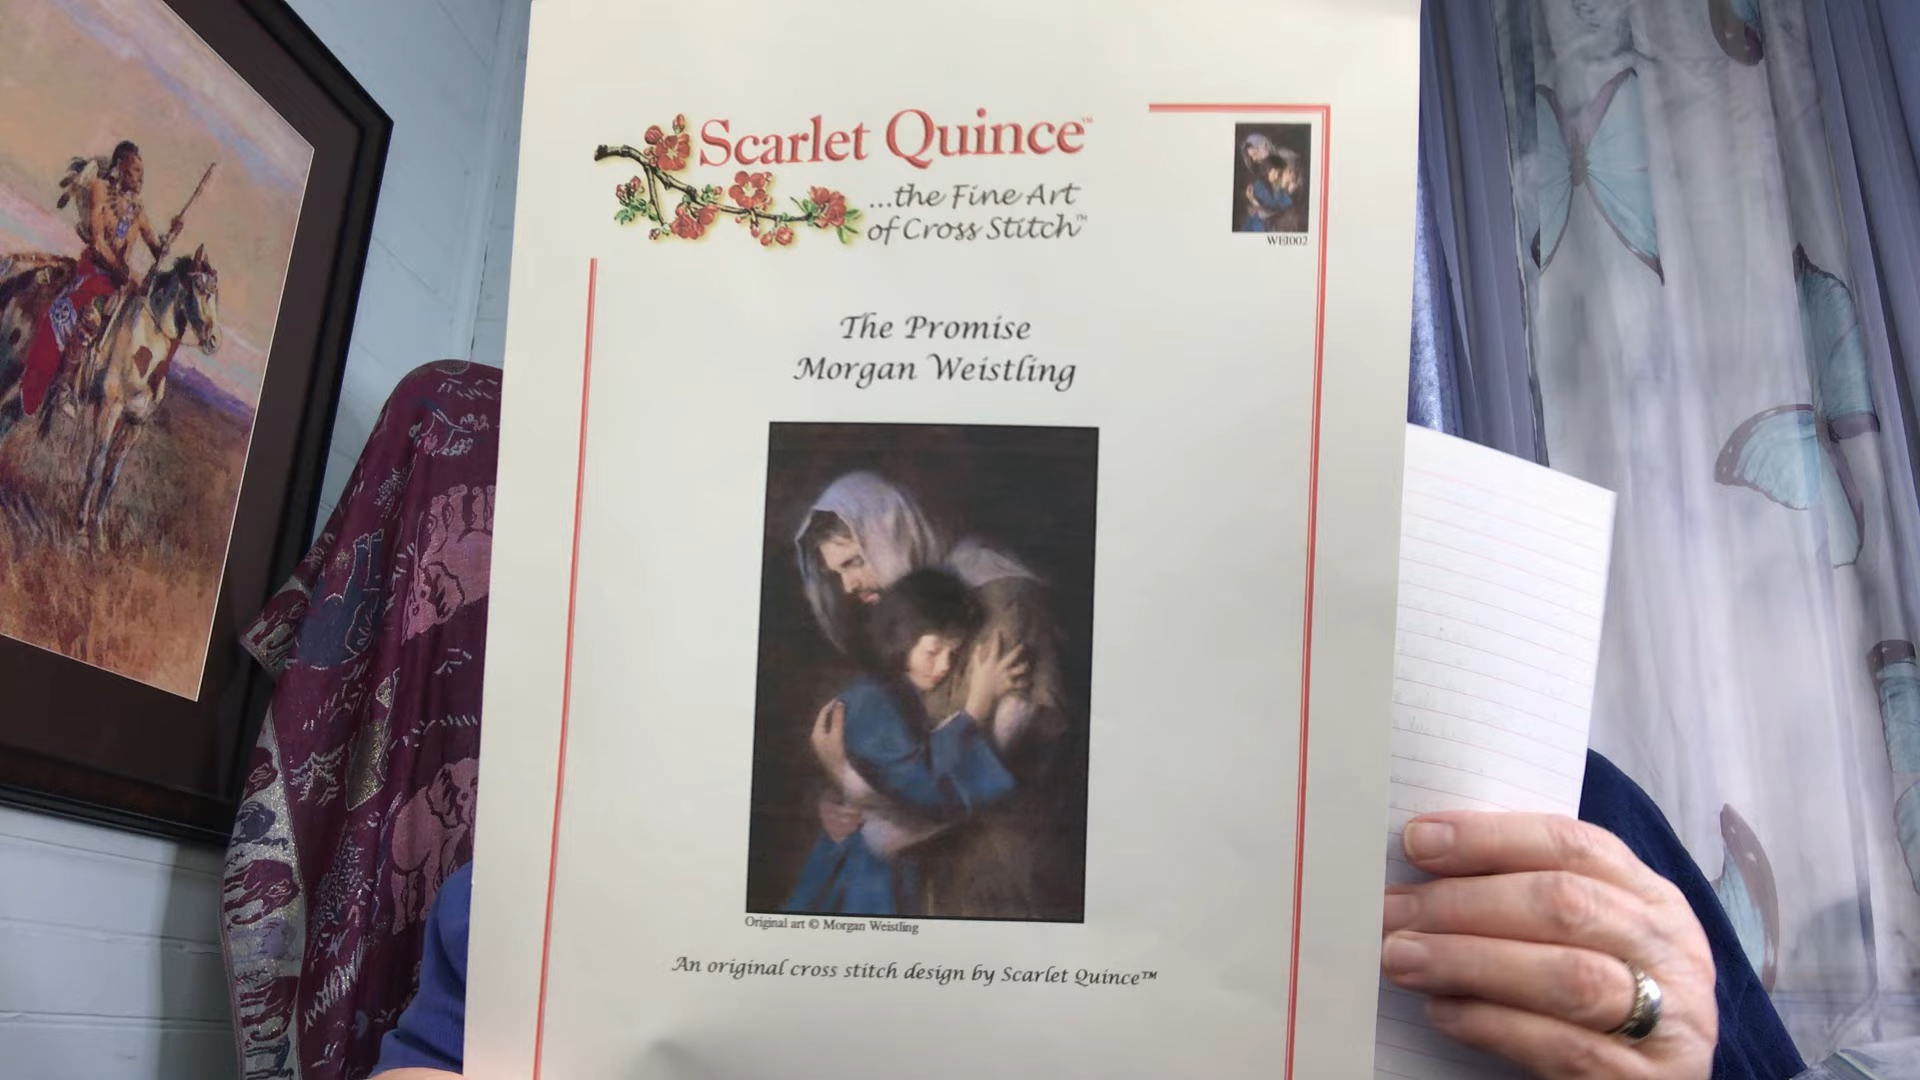 Scarlet Quince™
...the Fine Art
of Cross Stitch™
WEI002
The Promise
Morgan Weistling
Original art © Morgan Weistling
An original cross stitch design by Scarlet Quince™